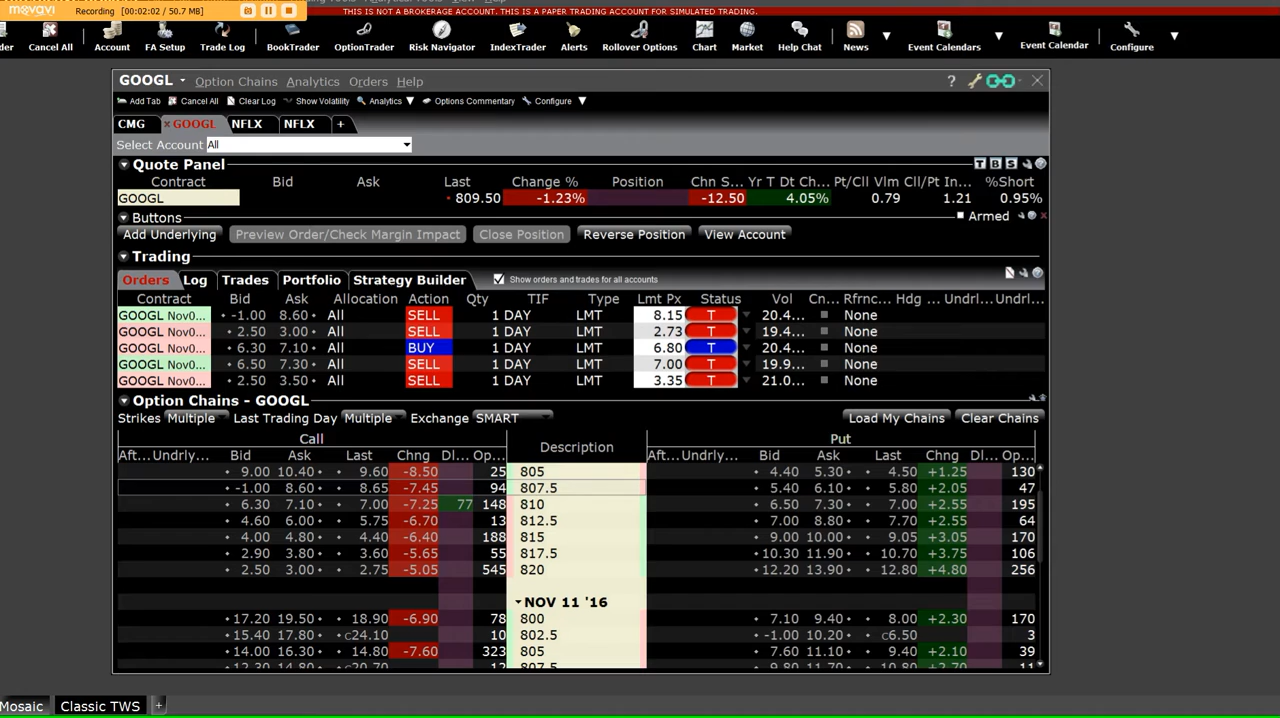 movavi
Recording [00:02:02 / 50.7 MB]
THIS IS NOT A BROKERAGE ACCOUNT. THIS IS A PAPER TRADING ACCOUNT FOR SIMULATED TRADING.
Cancel All Account FA Setup Trade Log BookTrader OptionTrader Risk Navigator IndexTrader Alerts Rollover Options Chart Market Help Chat News Event Calendars Event Calendar Configure
GOOGL Option Chains Analytics Orders Help ?
Add Tab Cancel All Clear Log Show Volatility Analytics Options Commentary Configure
CMG GOOGL NFLX NFLX +
Select Account All
Quote Panel T B S
Contract Bid Ask Last Change % Position Chn S... Yr T Dt Ch... Pt/Cll Vlm Cll/Pt In... %Short
GOOGL 809.50 -1.23% -12.50 4.05% 0.79 1.21 0.95%
Buttons Armed
Add Underlying Preview Order/Check Margin Impact Close Position Reverse Position View Account
Trading
Orders Log Trades Portfolio Strategy Builder Show orders and trades for all accounts
Contract Bid Ask Allocation Action Qty TIF Type Lmt Px Status Vol Cn... Rfrnc... Hdg ... Undrl... Undrl...
GOOGL Nov0... -1.00 8.60 All SELL 1 DAY LMT 8.15 T 20.4... None
GOOGL Nov0... 2.50 3.00 All SELL 1 DAY LMT 2.73 T 19.4... None
GOOGL Nov0... 6.30 7.10 All BUY 1 DAY LMT 6.80 T 20.4... None
GOOGL Nov0... 6.50 7.30 All SELL 1 DAY LMT 7.00 T 19.9... None
GOOGL Nov0... 2.50 3.50 All SELL 1 DAY LMT 3.35 T 21.0... None
Option Chains - GOOGL
Strikes Multiple Last Trading Day Multiple Exchange SMART Load My Chains Clear Chains
Call Description Put
Aft... Undrly... Bid Ask Last Chng Dl... Op... Aft... Undrly... Bid Ask Last Chng Dl... Op...
9.00 10.40 9.60 -8.50 25 805 4.40 5.30 4.50 +1.25 130
-1.00 8.60 8.65 -7.45 94 807.5 5.40 6.10 5.80 +2.05 47
6.30 7.10 7.00 -7.25 77 148 810 6.50 7.30 7.00 +2.55 195
4.60 6.00 5.75 -6.70 13 812.5 7.00 8.80 7.70 +2.55 64
4.00 4.80 4.40 -6.40 188 815 9.00 10.00 9.05 +3.05 170
2.90 3.80 3.60 -5.65 55 817.5 10.30 11.90 10.70 +3.75 106
2.50 3.00 2.75 -5.05 545 820 12.20 13.90 12.80 +4.80 256
NOV 11 '16
17.20 19.50 18.90 -6.90 78 800 7.10 9.40 8.00 +2.30 170
15.40 17.80 c24.10 10 802.5 -1.00 10.20 c6.50 3
14.00 16.30 14.80 -7.60 323 805 7.60 11.10 9.40 +2.10 39
12.30 14.80 c20.70 12 807.5 9.80 11.70 10.80 +2.70 11
Mosaic Classic TWS +